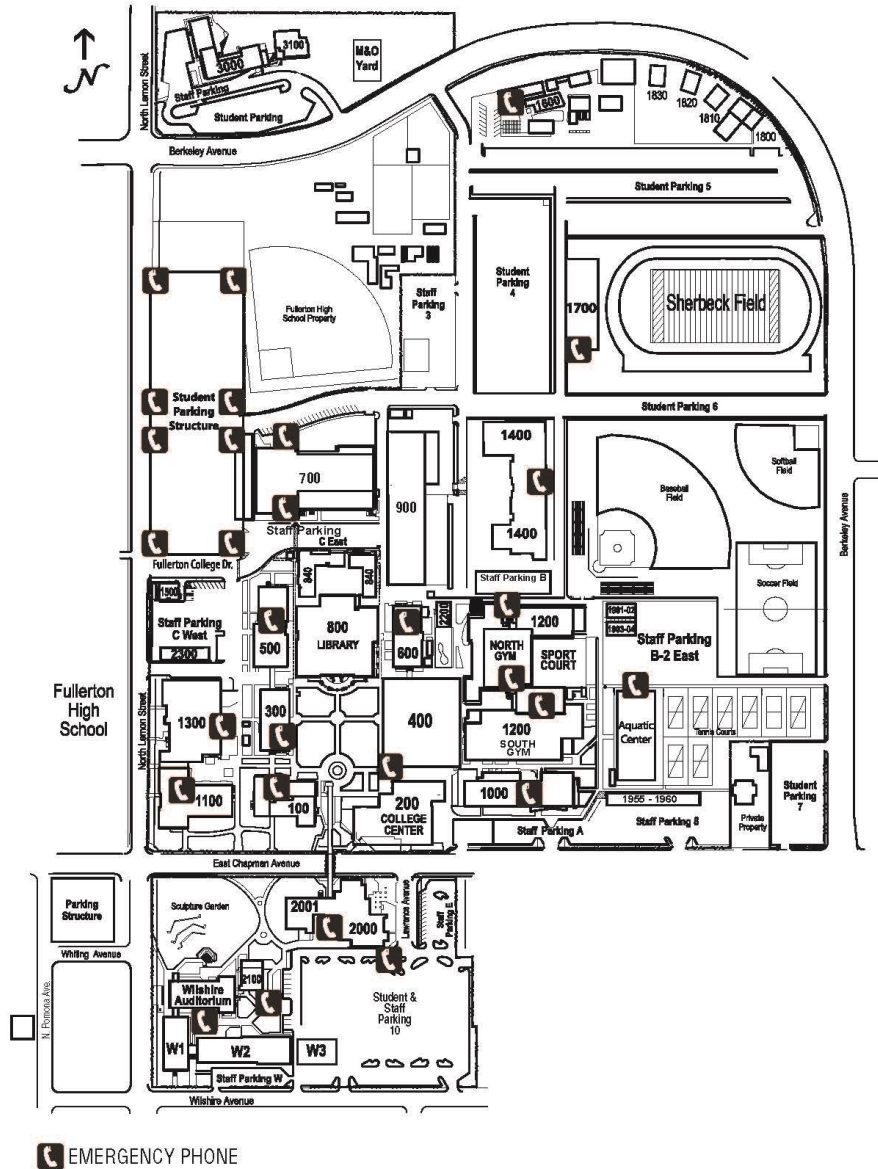 N
North Lemon Street
3100
3000
M&O
Yard
Staff Parking
Student Parking
Berkeley Avenue
1600
1830
1820
1810
1800
Student Parking 5
Student
Parking
4
Staff
Parking
3
Fullerton High
School Property
1700
Sherbeck Field
Student
Parking
Structure
Student Parking 6
700
900
1400
1400
Baseball
Field
Softball
Field
Berkeley Avenue
Staff Parking
C East
Fullerton College Dr.
1500
Staff Parking
C West
2300
840
840
Staff Parking B
Soccer Field
500
800
LIBRARY
600
2200
1200
NORTH
GYM
SPORT
COURT
1901-02
1903-04
Staff Parking
B-2 East
Fullerton
High
School
North Lemon Street
1300
300
400
1200
SOUTH
GYM
Aquatic
Center
Tennis Courts
1100
100
200
COLLEGE
CENTER
1000
1955 - 1960
Staff Parking A
Staff Parking 8
Private
Property
Student
Parking
7
East Chapman Avenue
Parking
Structure
Sculpture Garden
2001
2000
Lawrence Avenue
Staff
Parking E
Whiting Avenue
N. Pomona Ave.
2100
Wilshire
Auditorium
Student &
Staff
Parking
10
W1
W2
W3
Staff Parking W
Wilshire Avenue
EMERGENCY PHONE